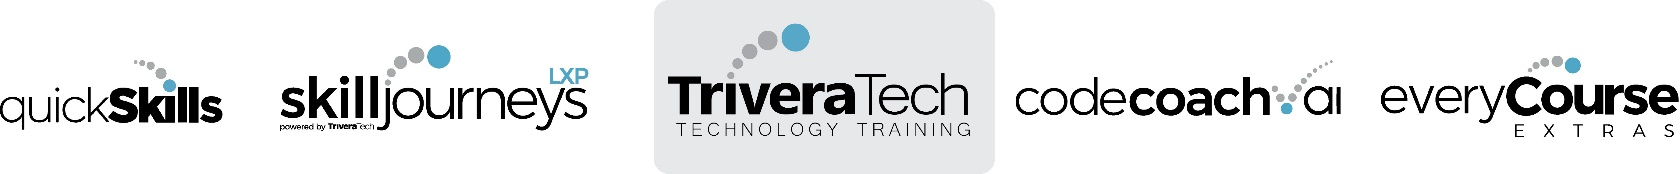 quickSkills
skilljourneys
LXP
powered by TriveraTech
TriveraTech
TECHNOLOGY TRAINING
codecoach ai
everyCourse
EXTRAS